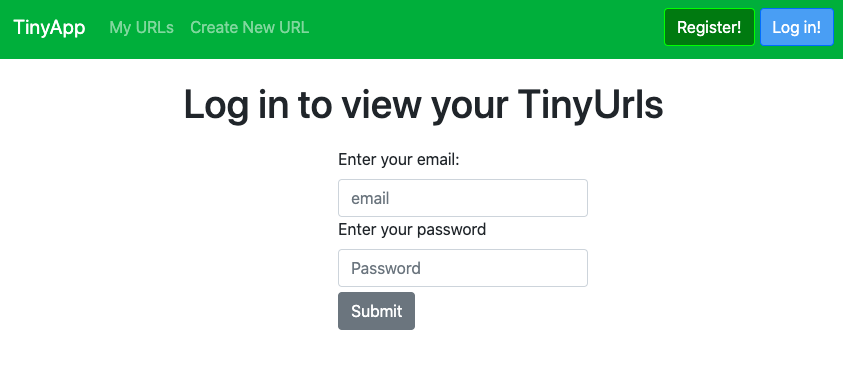 TinyApp My URLs Create New URL Register! Log in!
Log in to view your TinyUrls
Enter your email:
email
Enter your password
Password
Submit